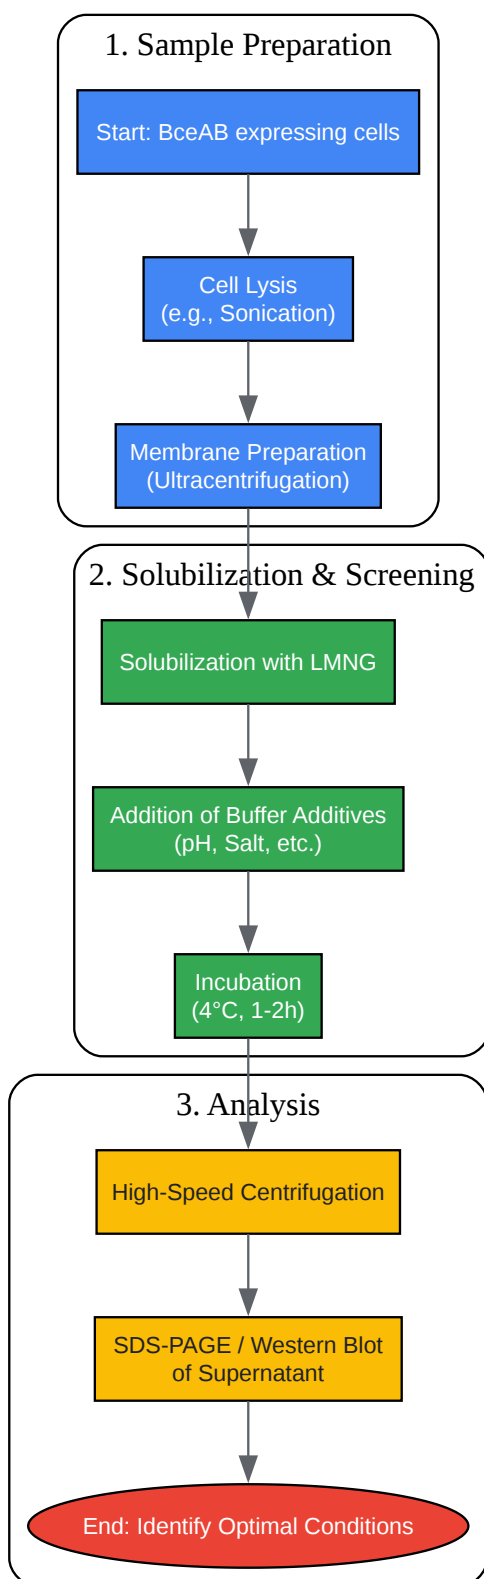 1. Sample Preparation
Start: BceAB expressing cells
Cell Lysis
(e.g., Sonication)
Membrane Preparation
(Ultracentrifugation)
2. Solubilization & Screening
Solubilization with LMNG
Addition of Buffer Additives
(pH, Salt, etc.)
Incubation
(4°C, 1-2h)
3. Analysis
High-Speed Centrifugation
SDS-PAGE / Western Blot
of Supernatant
End: Identify Optimal Conditions